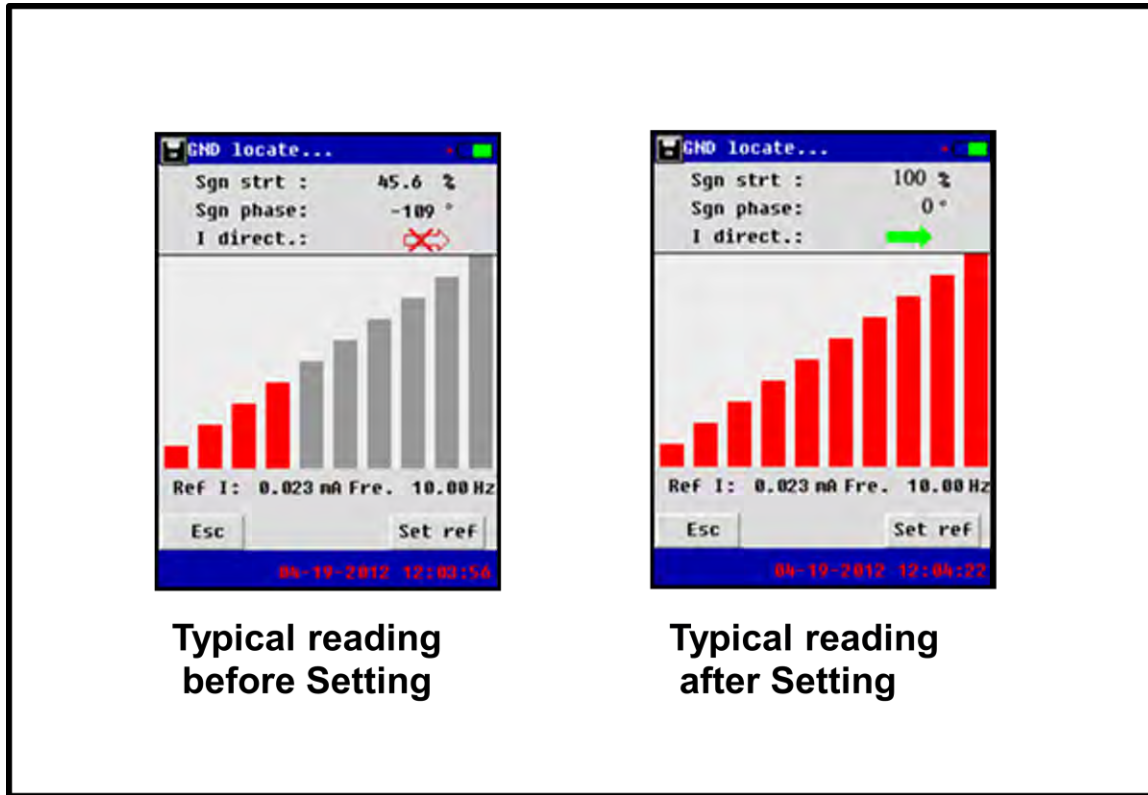 GND locate...
Sgn strt : 45.6 %
Sgn phase: -109 °
I direct.:
Ref I: 0.023 mA Fre. 10.00 Hz
Esc Set ref
04-19-2012 12:03:56
Typical reading
before Setting
GND locate...
Sgn strt : 100 %
Sgn phase: 0 °
I direct.:
Ref I: 0.023 mA Fre. 10.00 Hz
Esc Set ref
04-19-2012 12:04:22
Typical reading
after Setting